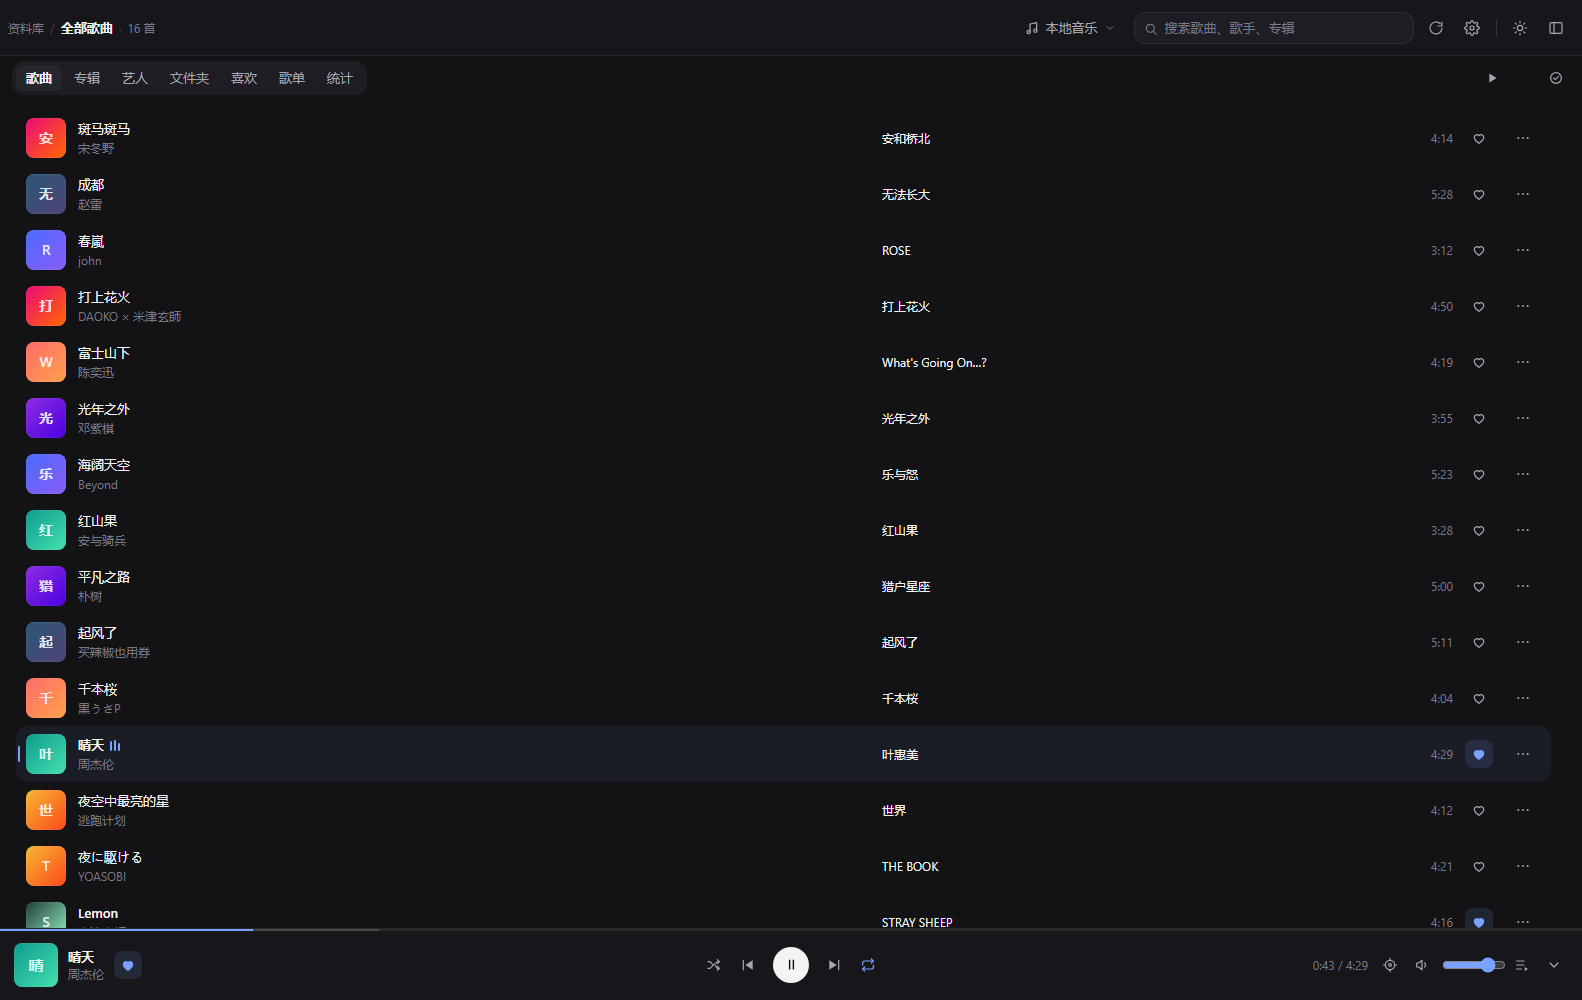 资料库 / 全部歌曲 · 16 首
本地音乐
搜索歌曲、歌手、专辑
歌曲 专辑 艺人 文件夹 喜欢 歌单 统计
安 斑马斑马 安和桥北 4:14
宋冬野
无 成都 无法长大 5:28
赵雷
R 春嵐 ROSE 3:12
john
打 打上花火 打上花火 4:50
DAOKO × 米津玄師
W 富士山下 What's Going On...? 4:19
陈奕迅
光 光年之外 光年之外 3:55
邓紫棋
乐 海阔天空 乐与怒 5:23
Beyond
红 红山果 红山果 3:28
安与骑兵
猎 平凡之路 猎户星座 5:00
朴树
起 起风了 起风了 5:11
买辣椒也用券
千 千本桜 千本桜 4:04
黒うさP
叶 晴天 叶惠美 4:29
周杰伦
世 夜空中最亮的星 世界 4:12
逃跑计划
T 夜に駆ける THE BOOK 4:21
YOASOBI
S Lemon STRAY SHEEP 4:16
晴 晴天
周杰伦
0:43 / 4:29